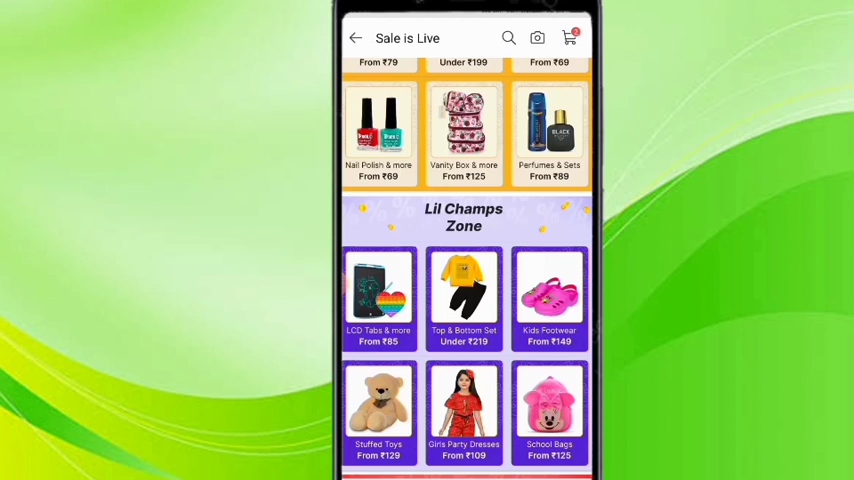 Sale is Live
2
From ₹79
Under ₹199
From ₹69
BLACK
Nail Polish & more
From ₹69
Vanity Box & more
From ₹125
Perfumes & Sets
From ₹89
Lil Champs
Zone
LCD Tabs & more
From ₹85
Top & Bottom Set
Under ₹219
Kids Footwear
From ₹149
Stuffed Toys
From ₹129
Girls Party Dresses
From ₹109
School Bags
From ₹125